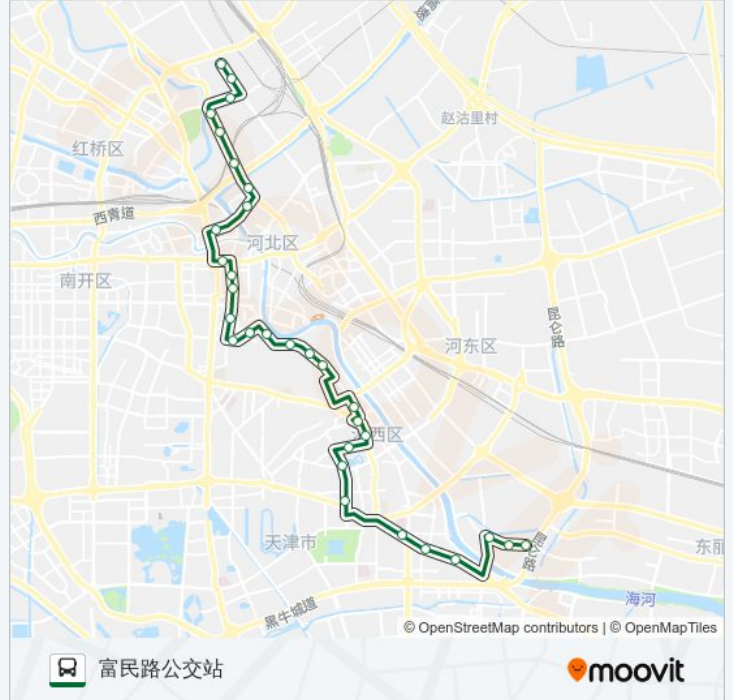 高速
赵沽里村
红桥区
西青道
河北区
南开区
昆仑路
河东区
西区
天津市
昆仑路
东丽
海河
黑牛城道
© OpenStreetMap contributors | © OpenMapTiles
富民路公交站
moovit